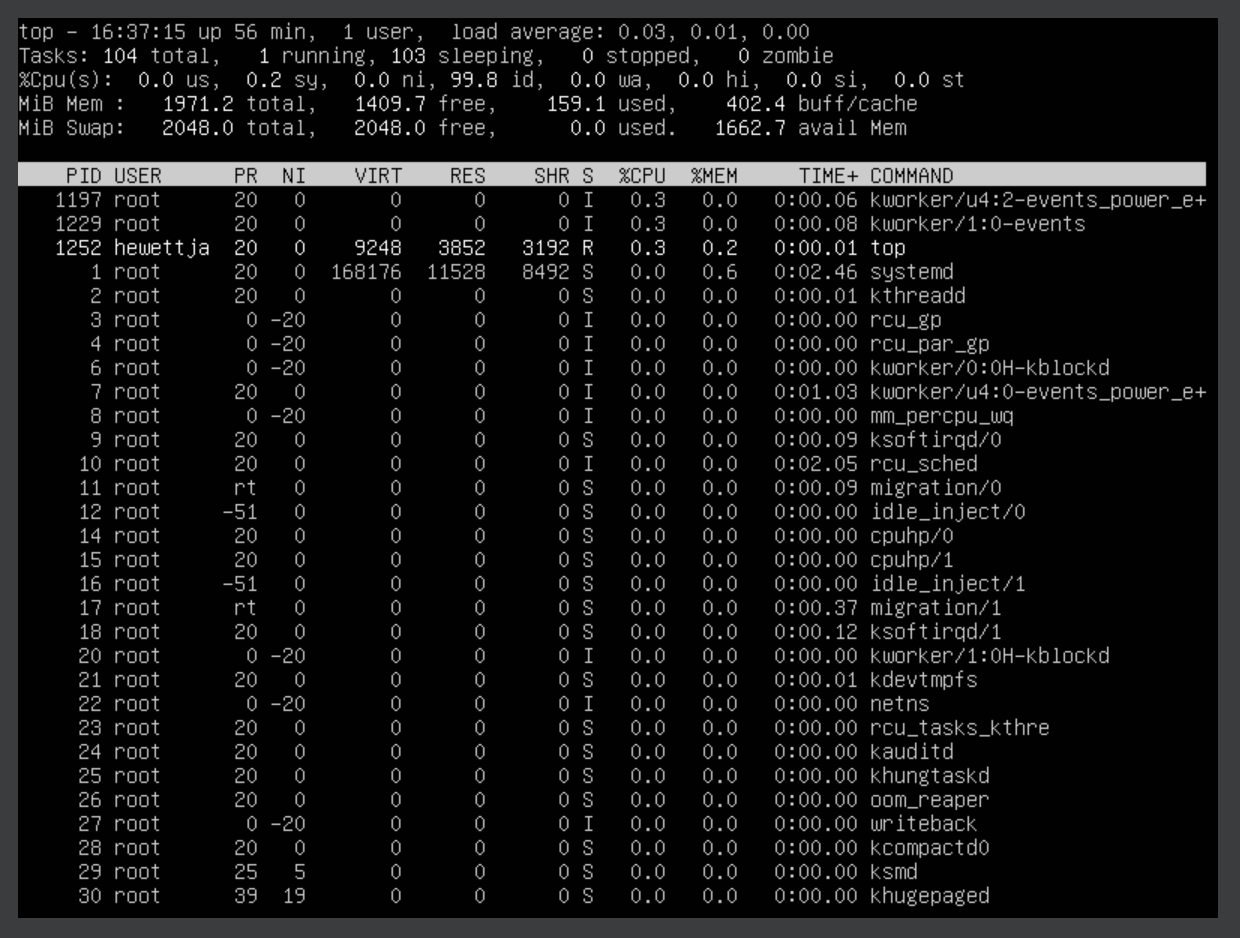 top - 16:37:15 up 56 min,  1 user,  load average: 0.03, 0.01, 0.00
Tasks: 104 total,   1 running, 103 sleeping,   0 stopped,   0 zombie
%Cpu(s):  0.0 us,  0.2 sy,  0.0 ni, 99.8 id,  0.0 wa,  0.0 hi,  0.0 si,  0.0 st
MiB Mem :   1971.2 total,   1409.7 free,    159.1 used,    402.4 buff/cache
MiB Swap:   2048.0 total,   2048.0 free,      0.0 used.   1662.7 avail Mem
PID USER      PR  NI    VIRT    RES    SHR S  %CPU  %MEM     TIME+ COMMAND
1197 root      20   0       0      0      0 I   0.3   0.0   0:00.06 kworker/u4:2-events_power_e+
1229 root      20   0       0      0      0 I   0.3   0.0   0:00.08 kworker/1:0-events
1252 hewettja  20   0    9248   3852   3192 R   0.3   0.2   0:00.01 top
1 root      20   0  168176  11528   8492 S   0.0   0.6   0:02.46 systemd
2 root      20   0       0      0      0 S   0.0   0.0   0:00.01 kthreadd
3 root       0 -20       0      0      0 I   0.0   0.0   0:00.00 rcu_gp
4 root       0 -20       0      0      0 I   0.0   0.0   0:00.00 rcu_par_gp
6 root       0 -20       0      0      0 I   0.0   0.0   0:00.00 kworker/0:0H-kblockd
7 root      20   0       0      0      0 I   0.0   0.0   0:01.03 kworker/u4:0-events_power_e+
8 root       0 -20       0      0      0 I   0.0   0.0   0:00.00 mm_percpu_wq
9 root      20   0       0      0      0 S   0.0   0.0   0:00.09 ksoftirqd/0
10 root      20   0       0      0      0 I   0.0   0.0   0:02.05 rcu_sched
11 root      rt   0       0      0      0 S   0.0   0.0   0:00.09 migration/0
12 root     -51   0       0      0      0 S   0.0   0.0   0:00.00 idle_inject/0
14 root      20   0       0      0      0 S   0.0   0.0   0:00.00 cpuhp/0
15 root      20   0       0      0      0 S   0.0   0.0   0:00.00 cpuhp/1
16 root     -51   0       0      0      0 S   0.0   0.0   0:00.00 idle_inject/1
17 root      rt   0       0      0      0 S   0.0   0.0   0:00.37 migration/1
18 root      20   0       0      0      0 S   0.0   0.0   0:00.12 ksoftirqd/1
20 root       0 -20       0      0      0 I   0.0   0.0   0:00.00 kworker/1:0H-kblockd
21 root      20   0       0      0      0 S   0.0   0.0   0:00.01 kdevtmpfs
22 root       0 -20       0      0      0 I   0.0   0.0   0:00.00 netns
23 root      20   0       0      0      0 S   0.0   0.0   0:00.00 rcu_tasks_kthre
24 root      20   0       0      0      0 S   0.0   0.0   0:00.00 kauditd
25 root      20   0       0      0      0 S   0.0   0.0   0:00.00 khungtaskd
26 root      20   0       0      0      0 S   0.0   0.0   0:00.00 oom_reaper
27 root       0 -20       0      0      0 I   0.0   0.0   0:00.00 writeback
28 root      20   0       0      0      0 S   0.0   0.0   0:00.00 kcompactd0
29 root      25   5       0      0      0 S   0.0   0.0   0:00.00 ksmd
30 root      39  19       0      0      0 S   0.0   0.0   0:00.00 khugepaged